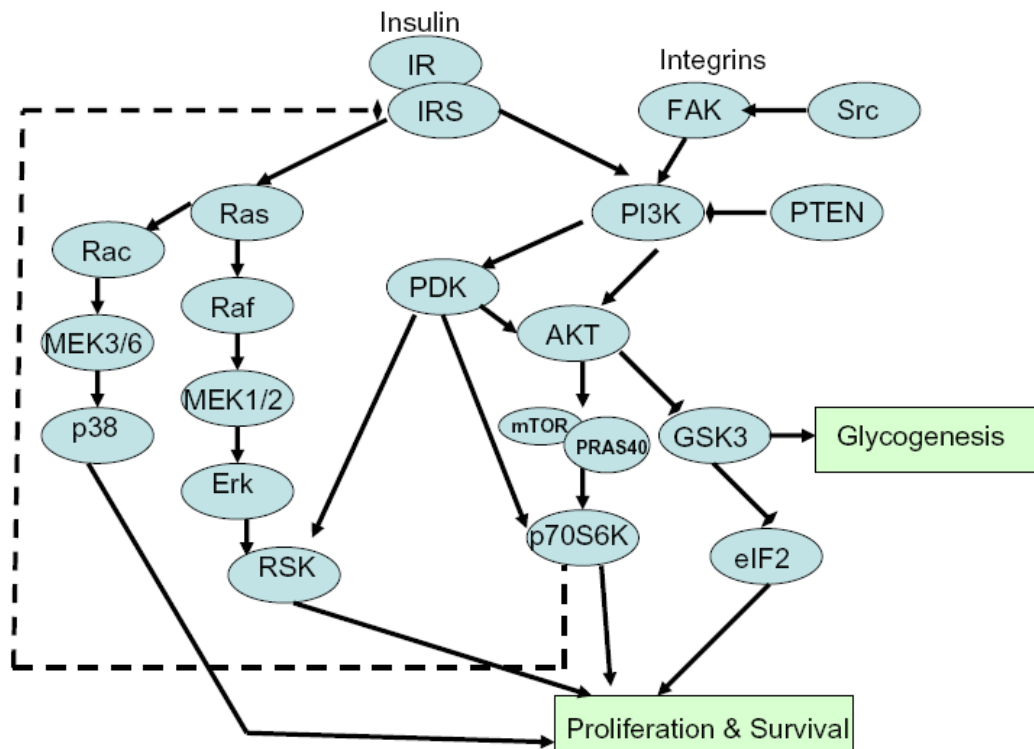 Insulin
IR
Integrins
IRS
FAK
Src
Ras
PI3K
PTEN
Rac
PDK
Raf
AKT
MEK3/6
MEK1/2
mTOR
PRAS40
GSK3
Glycogenesis
p38
Erk
p70S6K
eIF2
RSK
Proliferation & Survival